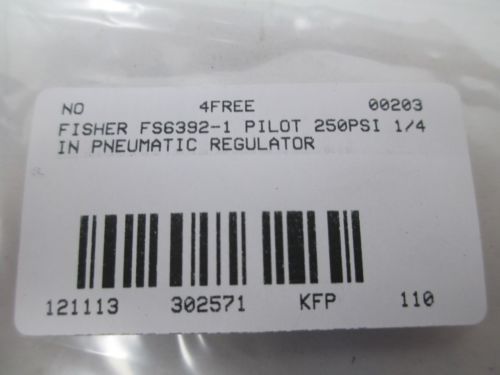 NO 4FREE 00203
FISHER FS6392-1 PILOT 250PSI 1/4
IN PNEUMATIC REGULATOR
121113 302571 KFP 110